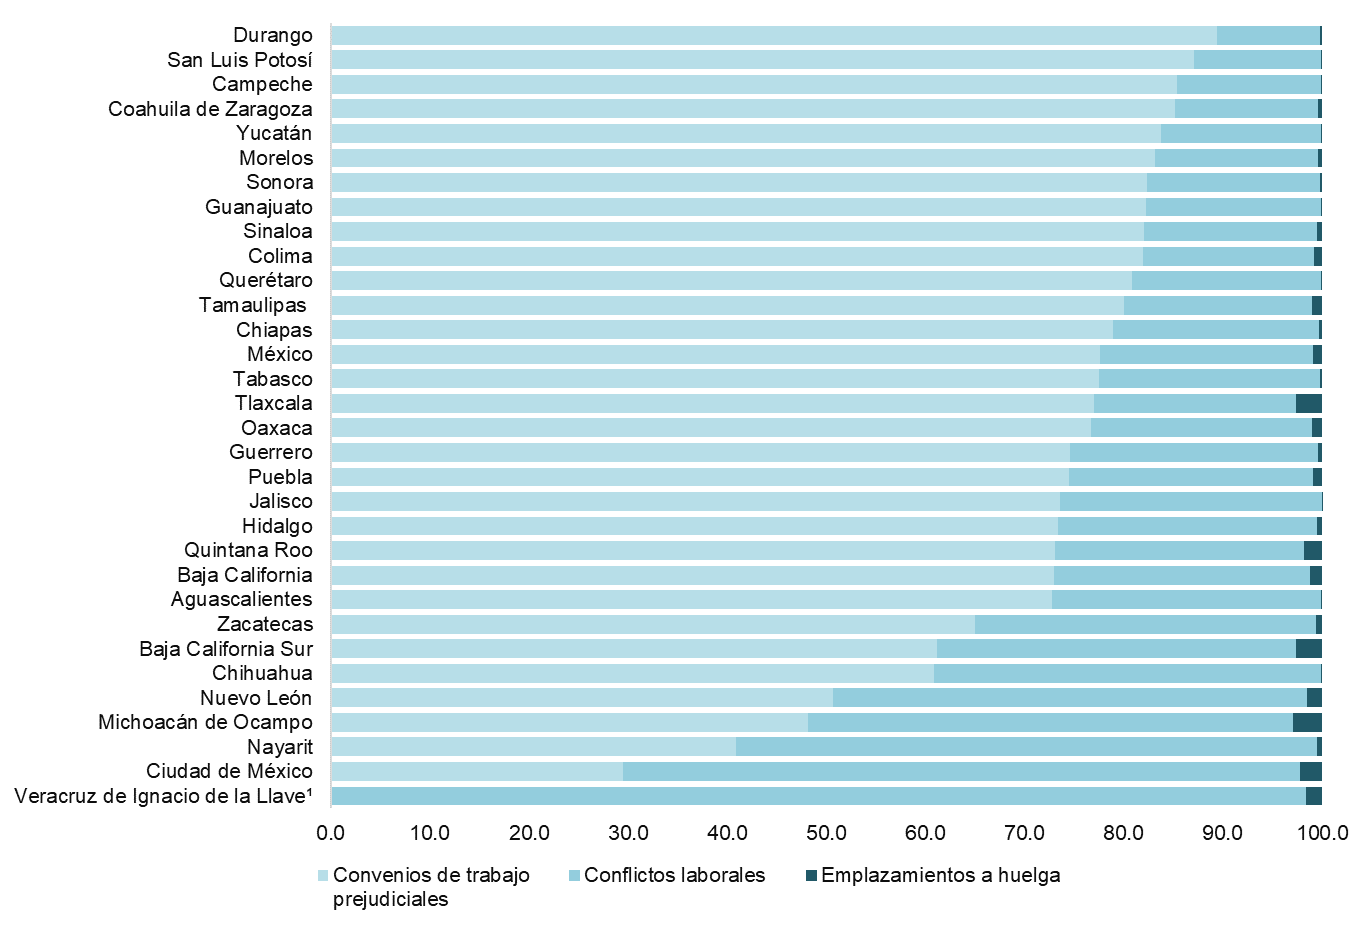 Durango
San Luis Potosí
Campeche
Coahuila de Zaragoza
Yucatán
Morelos
Sonora
Guanajuato
Sinaloa
Colima
Querétaro
Tamaulipas
Chiapas
México
Tabasco
Tlaxcala
Oaxaca
Guerrero
Puebla
Jalisco
Hidalgo
Quintana Roo
Baja California
Aguascalientes
Zacatecas
Baja California Sur
Chihuahua
Nuevo León
Michoacán de Ocampo
Nayarit
Ciudad de México
Veracruz de Ignacio de la Llave¹
0.0 10.0 20.0 30.0 40.0 50.0 60.0 70.0 80.0 90.0 100.0
Convenios de trabajo Conflictos laborales Emplazamientos a huelga
prejudiciales